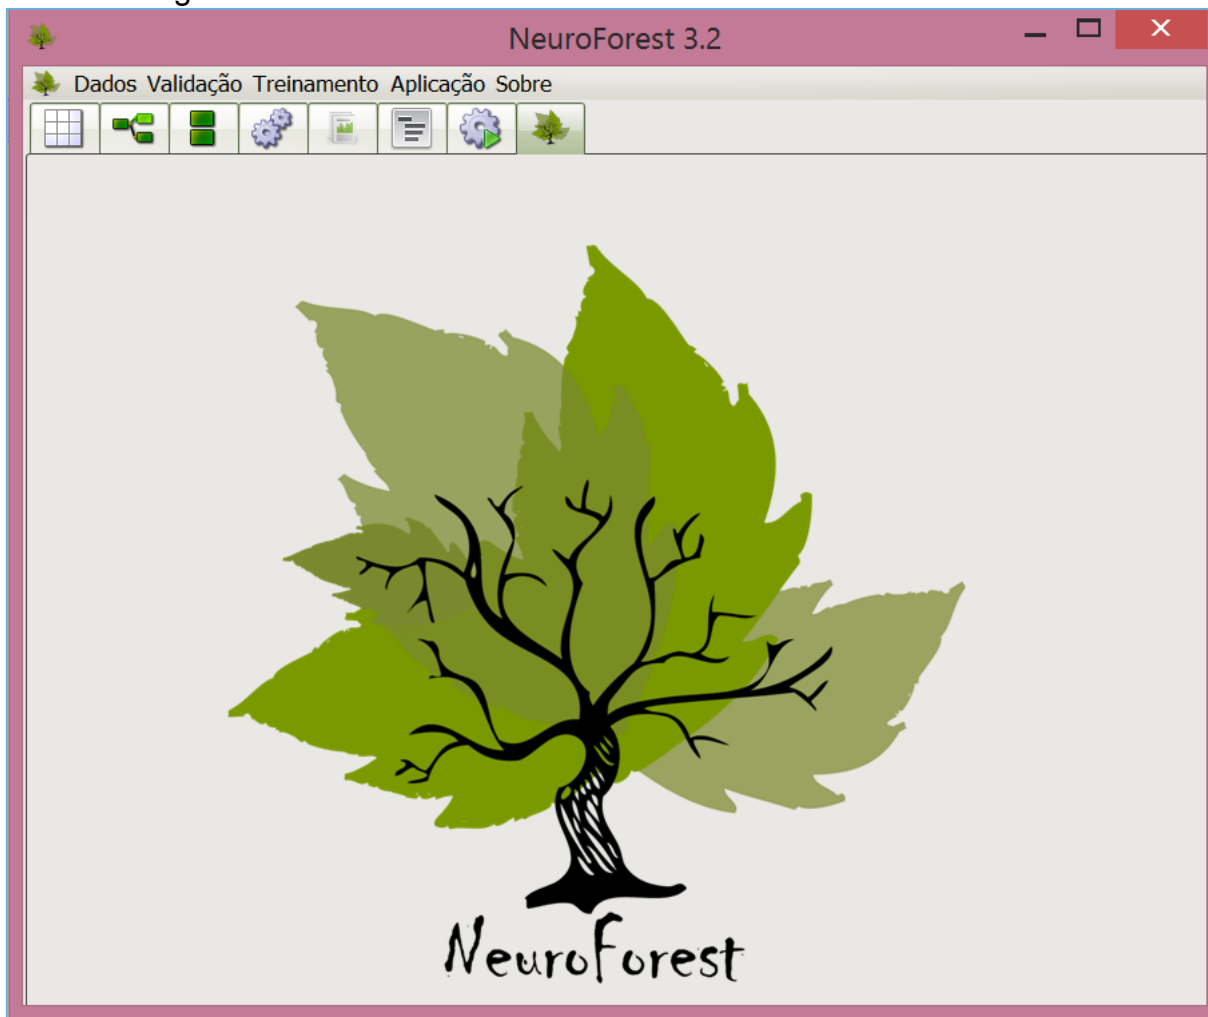 NeuroForest 3.2
Dados Validação Treinamento Aplicação Sobre
NeuroForest